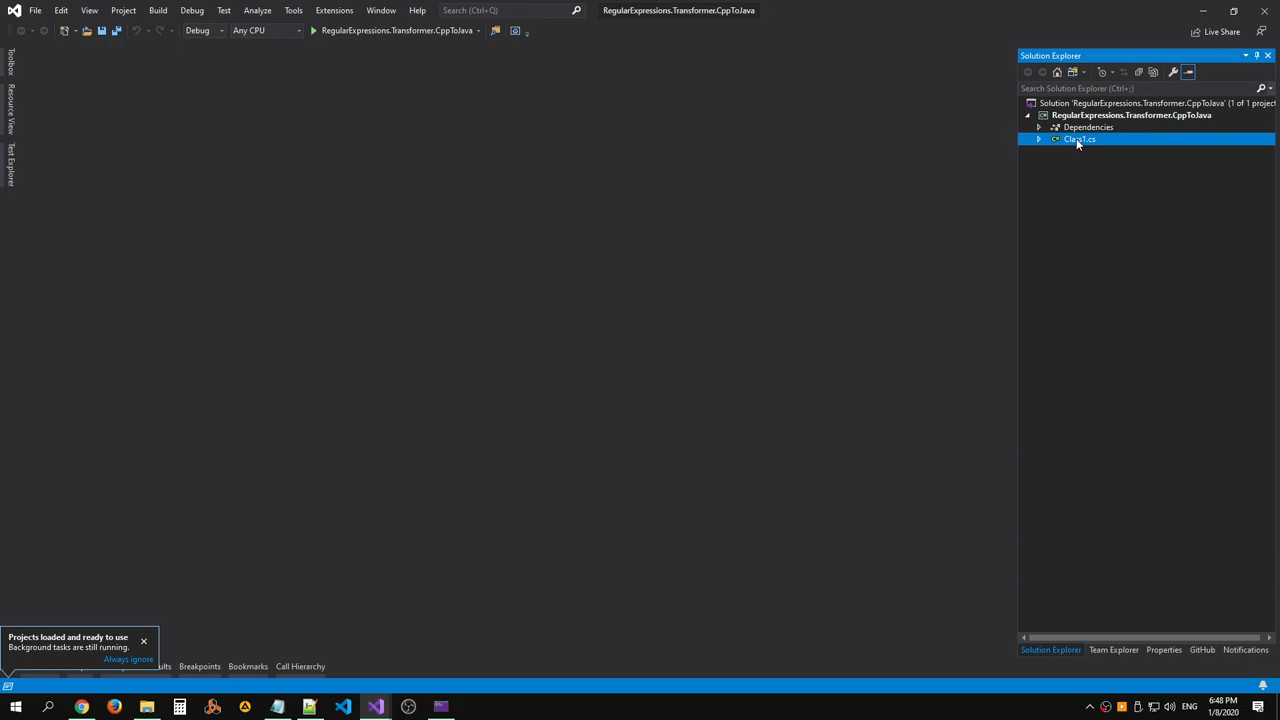 File Edit View Project Build Debug Test Analyze Tools Extensions Window Help Search (Ctrl+Q) RegularExpressions.Transformer.CppToJava
Debug Any CPU RegularExpressions.Transformer.CppToJava Live Share
Toolbox
Resource View
Test Explorer
Solution Explorer
Search Solution Explorer (Ctrl+;)
Solution 'RegularExpressions.Transformer.CppToJava' (1 of 1 project
RegularExpressions.Transformer.CppToJava
Dependencies
Class1.cs
Projects loaded and ready to use
Background tasks are still running.
Always ignore
Breakpoints Bookmarks Call Hierarchy
Solution Explorer Team Explorer Properties GitHub Notifications
ENG
6:48 PM
1/8/2020